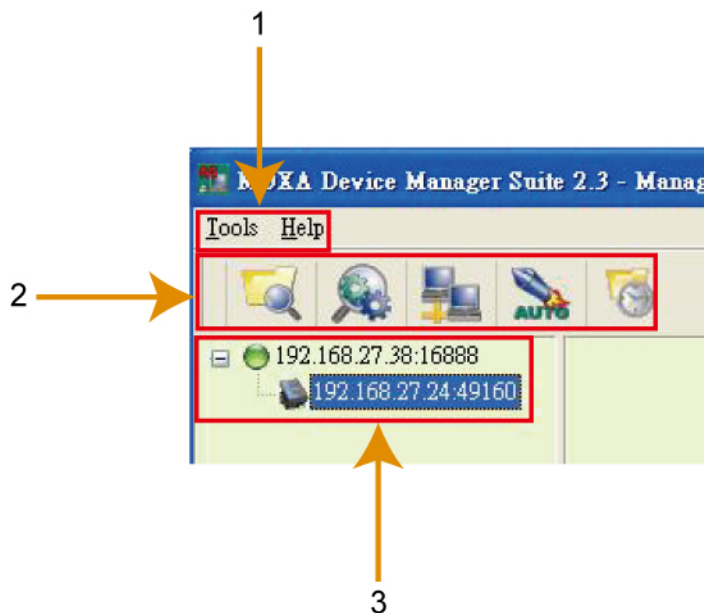 1
MOXA Device Manager Suite 2.3 - Manag
Tools Help
2
AUTO
192.168.27.38:16888
192.168.27.24:49160
3